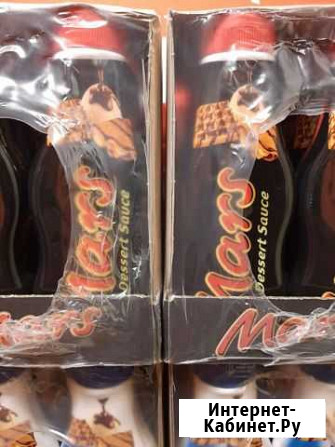 Mars
Dessert Sauce
Mars
Dessert Sauce
Mars
Mars
Интернет-
Кабинет.Ру